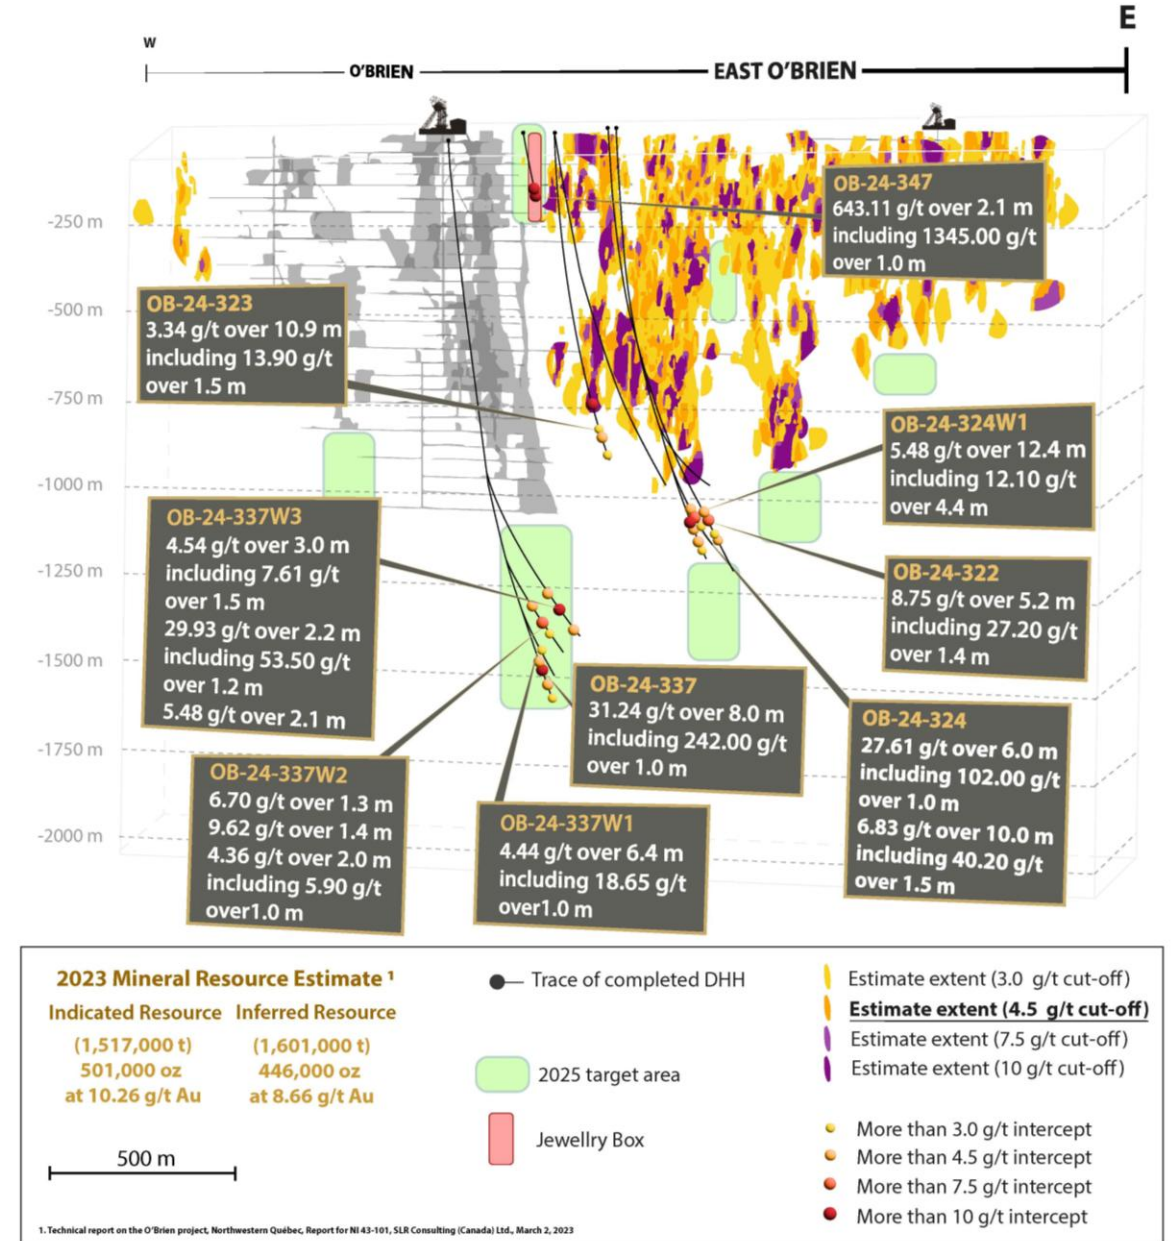 E
W
O'BRIEN
EAST O'BRIEN
-250 m
-500 m
-750 m
-1000 m
-1250 m
-1500 m
-1750 m
-2000 m
OB-24-347
643.11 g/t over 2.1 m
including 1345.00 g/t
over 1.0 m
OB-24-323
3.34 g/t over 10.9 m
including 13.90 g/t
over 1.5 m
OB-24-324W1
5.48 g/t over 12.4 m
including 12.10 g/t
over 4.4 m
OB-24-337W3
4.54 g/t over 3.0 m
including 7.61 g/t
over 1.5 m
29.93 g/t over 2.2 m
including 53.50 g/t
over 1.2 m
5.48 g/t over 2.1 m
OB-24-322
8.75 g/t over 5.2 m
including 27.20 g/t
over 1.4 m
OB-24-337
31.24 g/t over 8.0 m
including 242.00 g/t
over 1.0 m
OB-24-324
27.61 g/t over 6.0 m
including 102.00 g/t
over 1.0 m
6.83 g/t over 10.0 m
including 40.20 g/t
over 1.5 m
OB-24-337W2
6.70 g/t over 1.3 m
9.62 g/t over 1.4 m
4.36 g/t over 2.0 m
including 5.90 g/t
over1.0 m
OB-24-337W1
4.44 g/t over 6.4 m
including 18.65 g/t
over1.0 m
2023 Mineral Resource Estimate ¹
Indicated Resource Inferred Resource
(1,517,000 t) (1,601,000 t)
501,000 oz 446,000 oz
at 10.26 g/t Au at 8.66 g/t Au
500 m
Trace of completed DHH
2025 target area
Jewellry Box
Estimate extent (3.0 g/t cut-off)
Estimate extent (4.5 g/t cut-off)
Estimate extent (7.5 g/t cut-off)
Estimate extent (10 g/t cut-off)
More than 3.0 g/t intercept
More than 4.5 g/t intercept
More than 7.5 g/t intercept
More than 10 g/t intercept
1. Technical report on the O'Brien project, Northwestern Québec, Report for NI 43-101, SLR Consulting (Canada) Ltd., March 2, 2023